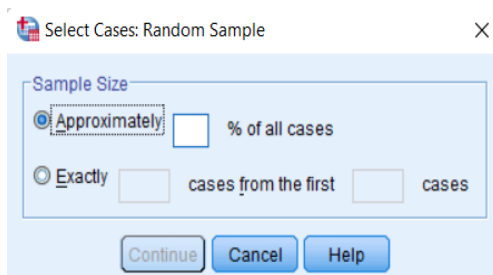 Select Cases: Random Sample
Sample Size
Approximately % of all cases
Exactly cases from the first cases
Continue Cancel Help